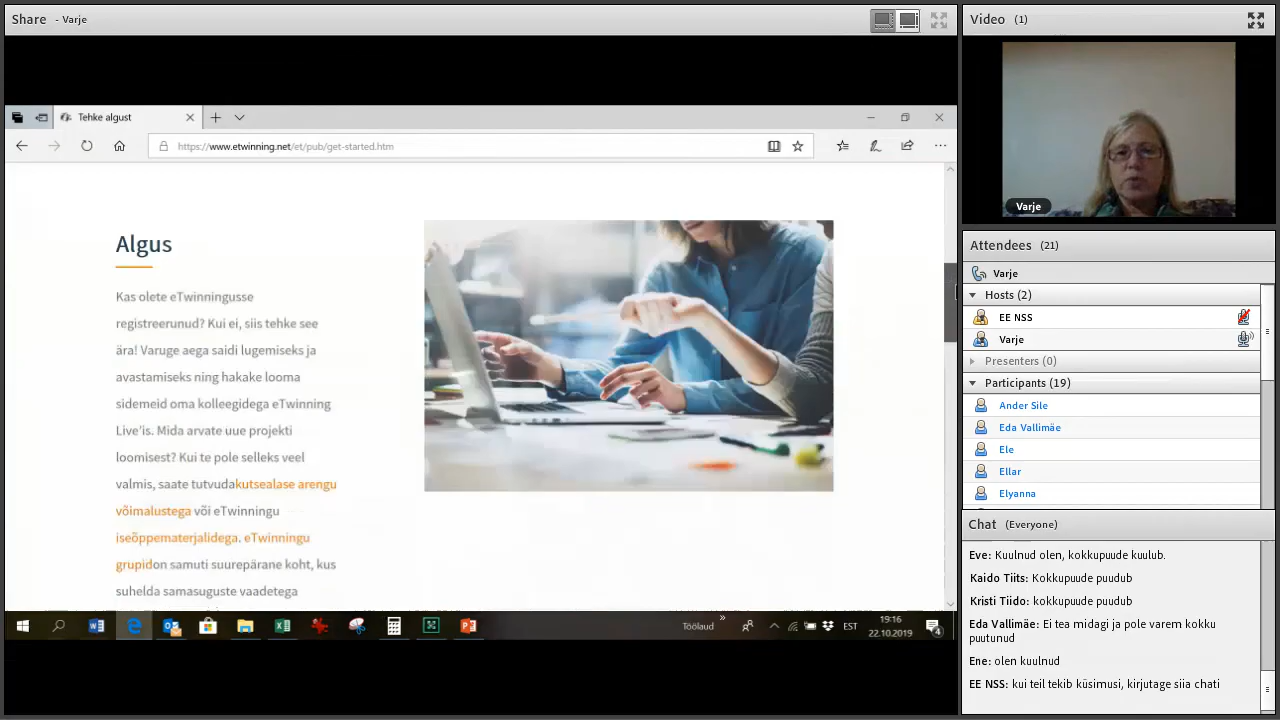 Share - Varje
Tehke algust
https://www.etwinning.net/et/pub/get-started.htm
Algus
Kas olete eTwinningusse
registreerunud? Kui ei, siis tehke see
ära! Varuge aega saidi lugemiseks ja
avastamiseks ning hakake looma
sidemeid oma kolleegidega eTwinning
Live'is. Mida arvate uue projekti
loomisest? Kui te pole selleks veel
valmis, saate tutvudakutsealase arengu
võimalustega või eTwinningu
iseõppematerjalidega. eTwinningu
grupidon samuti suurepärane koht, kus
suhelda samasuguste vaadetega
Töölaud
EST
19:16
22.10.2019
4
Video (1)
Varje
Attendees (21)
Varje
Hosts (2)
EE NSS
Varje
Presenters (0)
Participants (19)
Ander Sile
Eda Vallimäe
Ele
Ellar
Elyanna
Chat (Everyone)
Eve: Kuulnud olen, kokkupuude kuulub.
Kaido Tiits: Kokkupuude puudub
Kristi Tiido: kokkupuude puudub
Eda Vallimäe: Ei tea midagi ja pole varem kokku
puutunud
Ene: olen kuulnud
EE NSS: kui teil tekib küsimusi, kirjutage siia chati